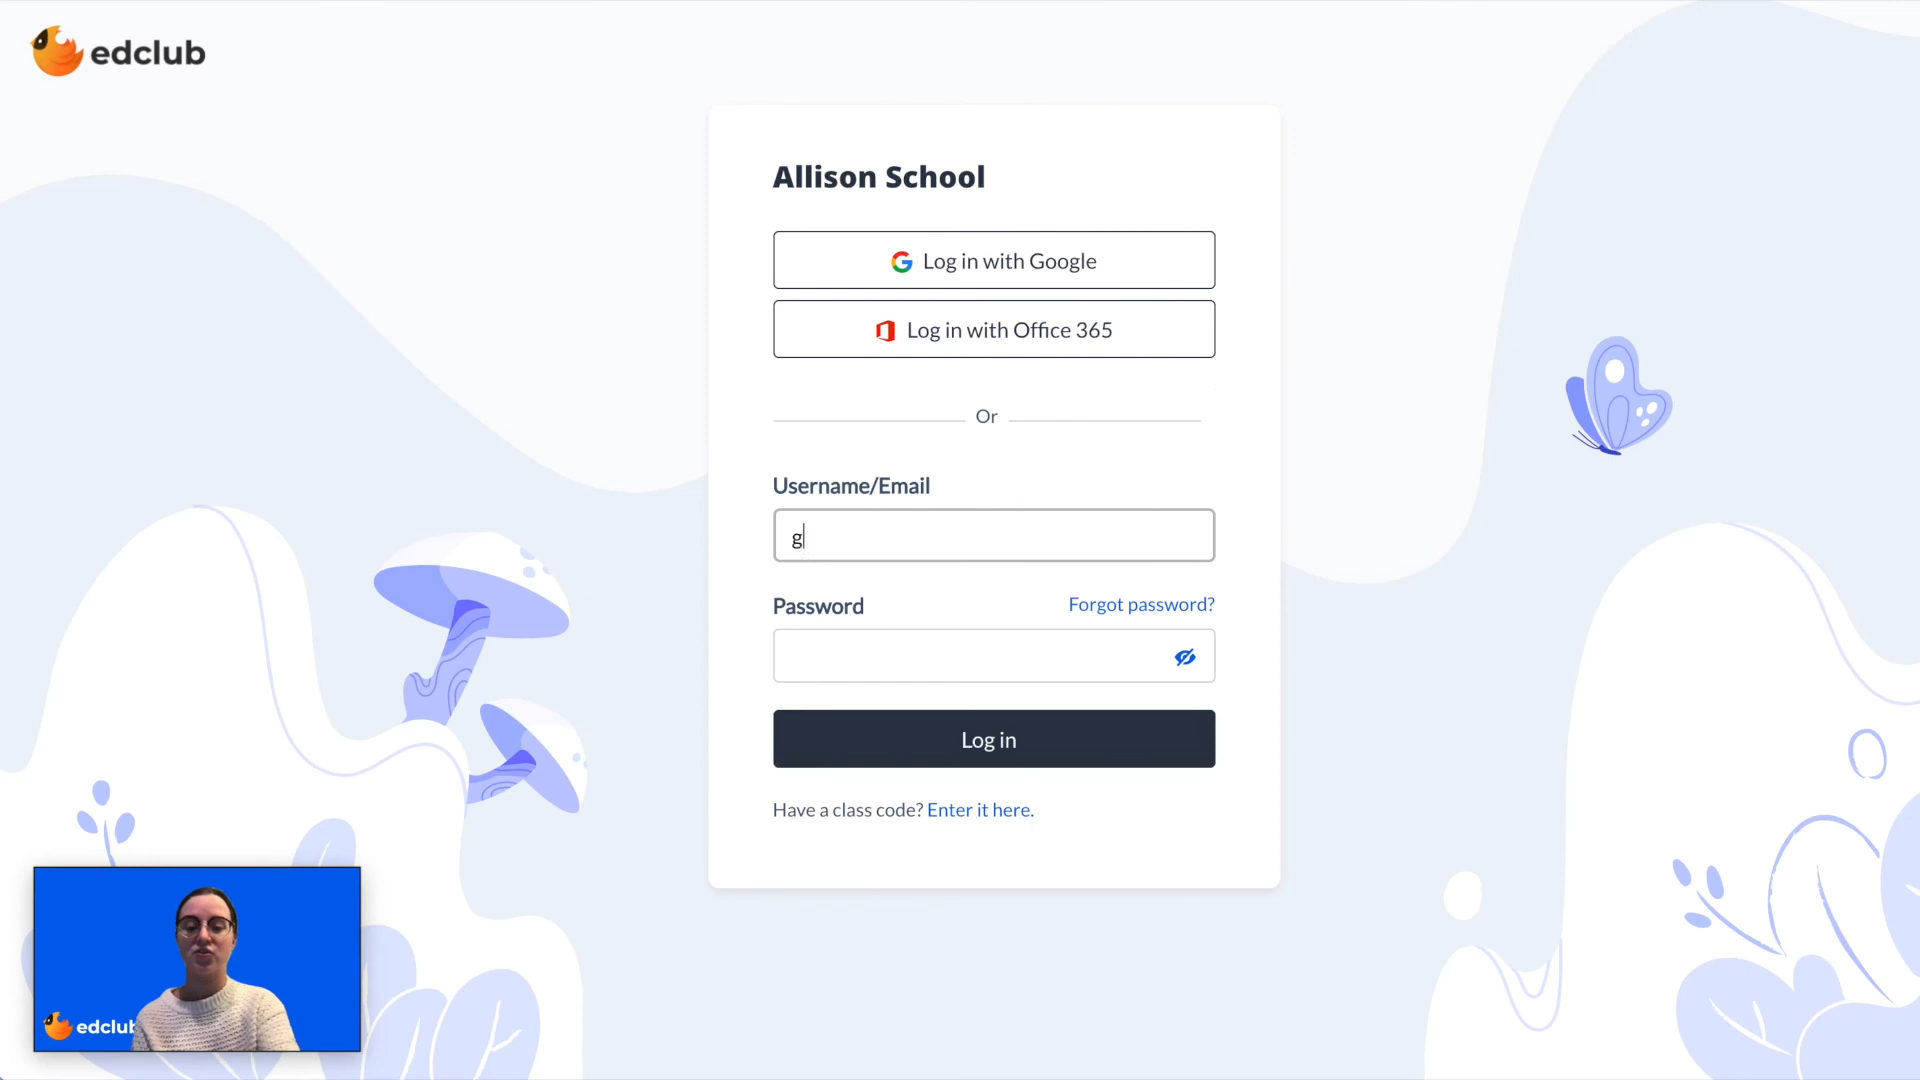 edclub
Allison School
Log in with Google
Log in with Office 365
Or
Username/Email
g
Password
Forgot password?
Log in
Have a class code? Enter it here.
edclub